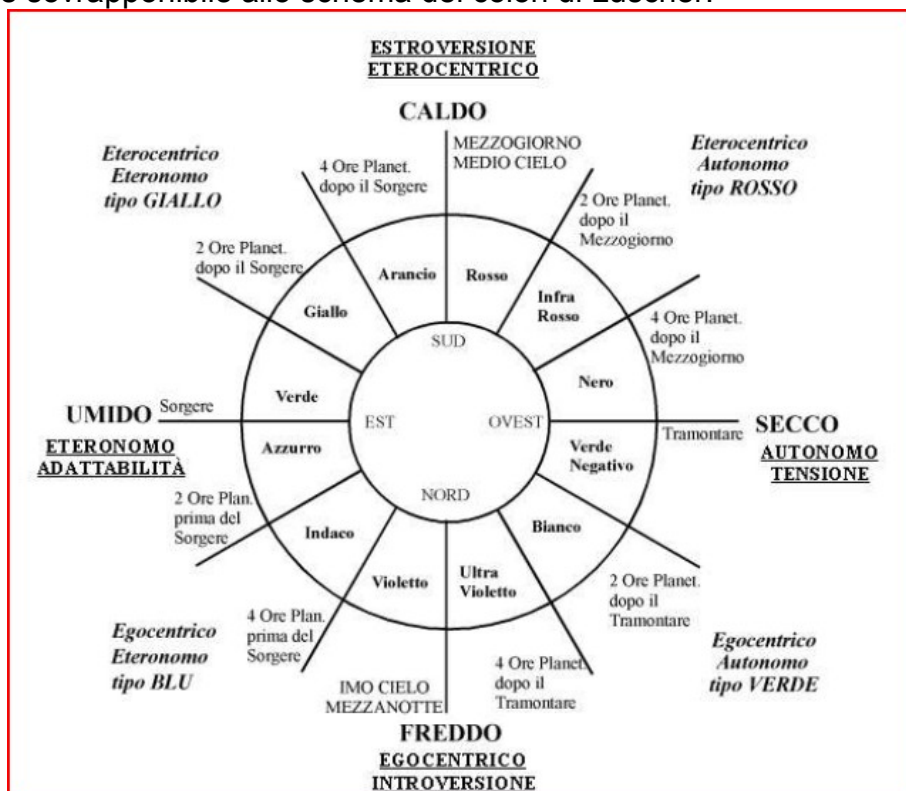 e sovrapponibile allo schema dei colori di Lüscher:
ESTROVERSIONE
ETEROCENTRICO
CALDO
MEZZOGIORNO
MEDIO CIELO
Eterocentrico
Eteronomo
tipo GIALLO
4 Ore Planet.
dopo il Sorgere
Eterocentrico
Autonomo
tipo ROSSO
2 Ore Planet.
dopo il
Mezzogiorno
2 Ore Planet.
dopo il Sorgere
Arancio
Rosso
Giallo
Infra
Rosso
4 Ore Planet.
dopo il
Mezzogiorno
SUD
Verde
Nero
UMIDO
Sorgere
EST
OVEST
Tramontare
SECCO
ETERONOMO
ADATTABILITÀ
AUTONOMO
TENSIONE
Azzurro
Verde
Negativo
2 Ore Plan.
prima del
Sorgere
NORD
Indaco
Bianco
Violetto
Ultra
Violetto
2 Ore Planet.
dopo il
Tramontare
Egocentrico
Eteronomo
tipo BLU
4 Ore Plan.
prima del
Sorgere
4 Ore Planet.
dopo il
Tramontare
Egocentrico
Autonomo
tipo VERDE
IMO CIELO
MEZZANOTTE
FREDDO
EGOCENTRICO
INTROVERSIONE